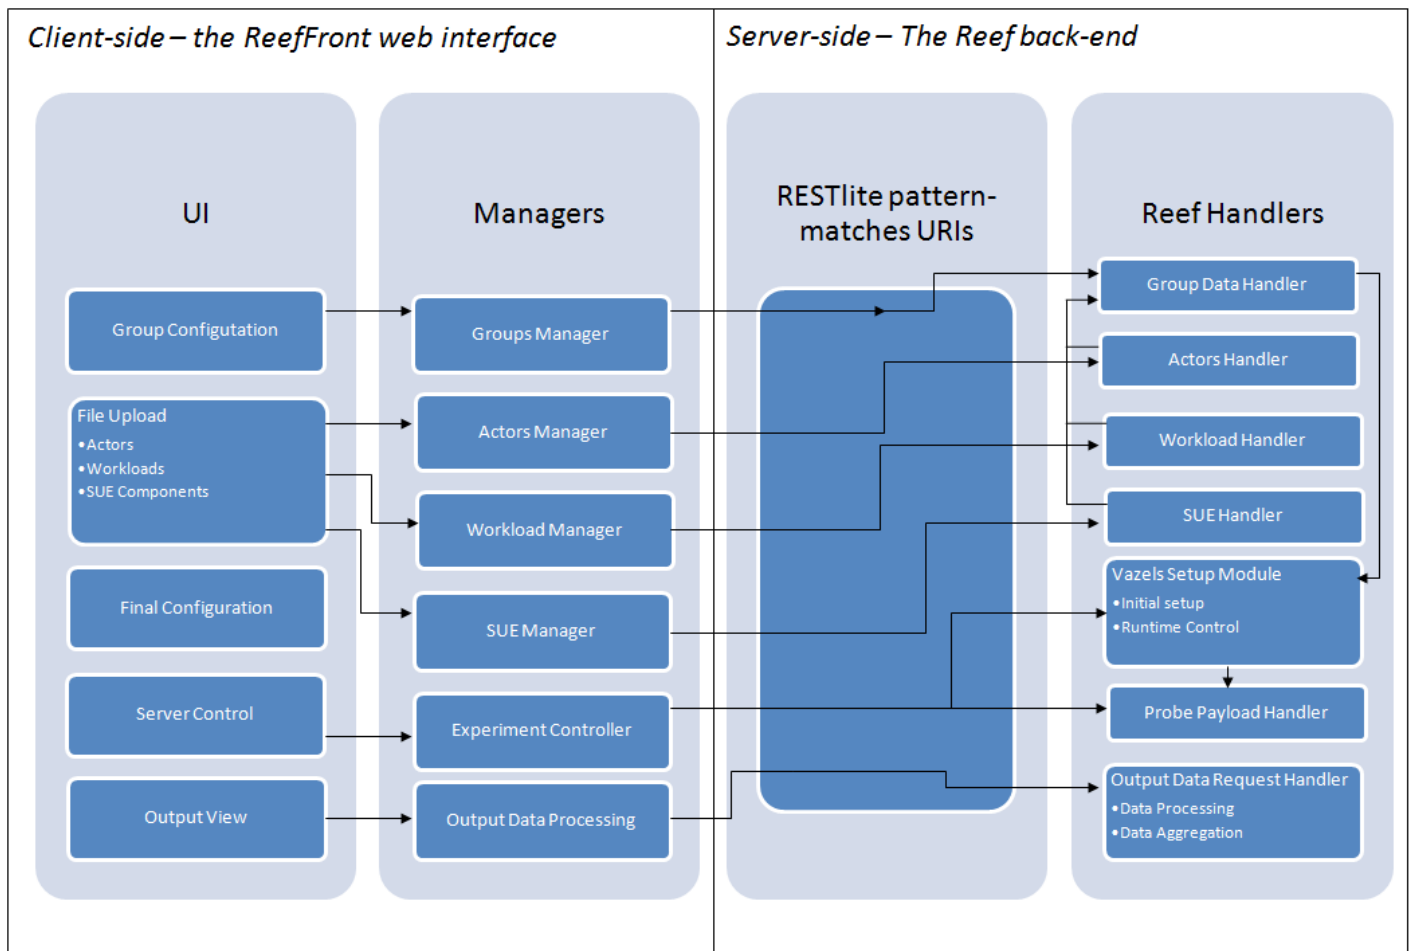 Client-side – the ReefFront web interface
Server-side – The Reef back-end
UI
Group Configutation
File Upload
•Actors
•Workloads
•SUE Components
Final Configuration
Server Control
Output View
Managers
Groups Manager
Actors Manager
Workload Manager
SUE Manager
Experiment Controller
Output Data Processing
RESTlite pattern-
matches URIs
Reef Handlers
Group Data Handler
Actors Handler
Workload Handler
SUE Handler
Vazels Setup Module
•Initial setup
•Runtime Control
Probe Payload Handler
Output Data Request Handler
•Data Processing
•Data Aggregation